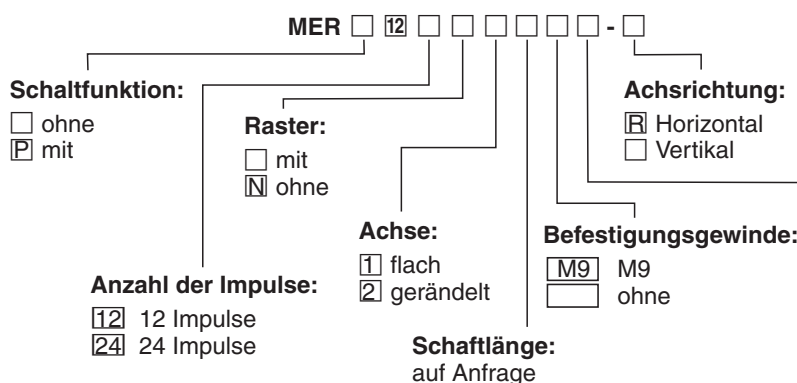 MER □ 12 □ □ □ □ □ □ - □
Schaltfunktion:
□ ohne
P mit
Raster:
□ mit
N ohne
Achsrichtung:
R Horizontal
□ Vertikal
Anzahl der Impulse:
12 12 Impulse
24 24 Impulse
Achse:
1 flach
2 gerändelt
Befestigungsgewinde:
M9 M9
ohne
Schaftlänge:
auf Anfrage